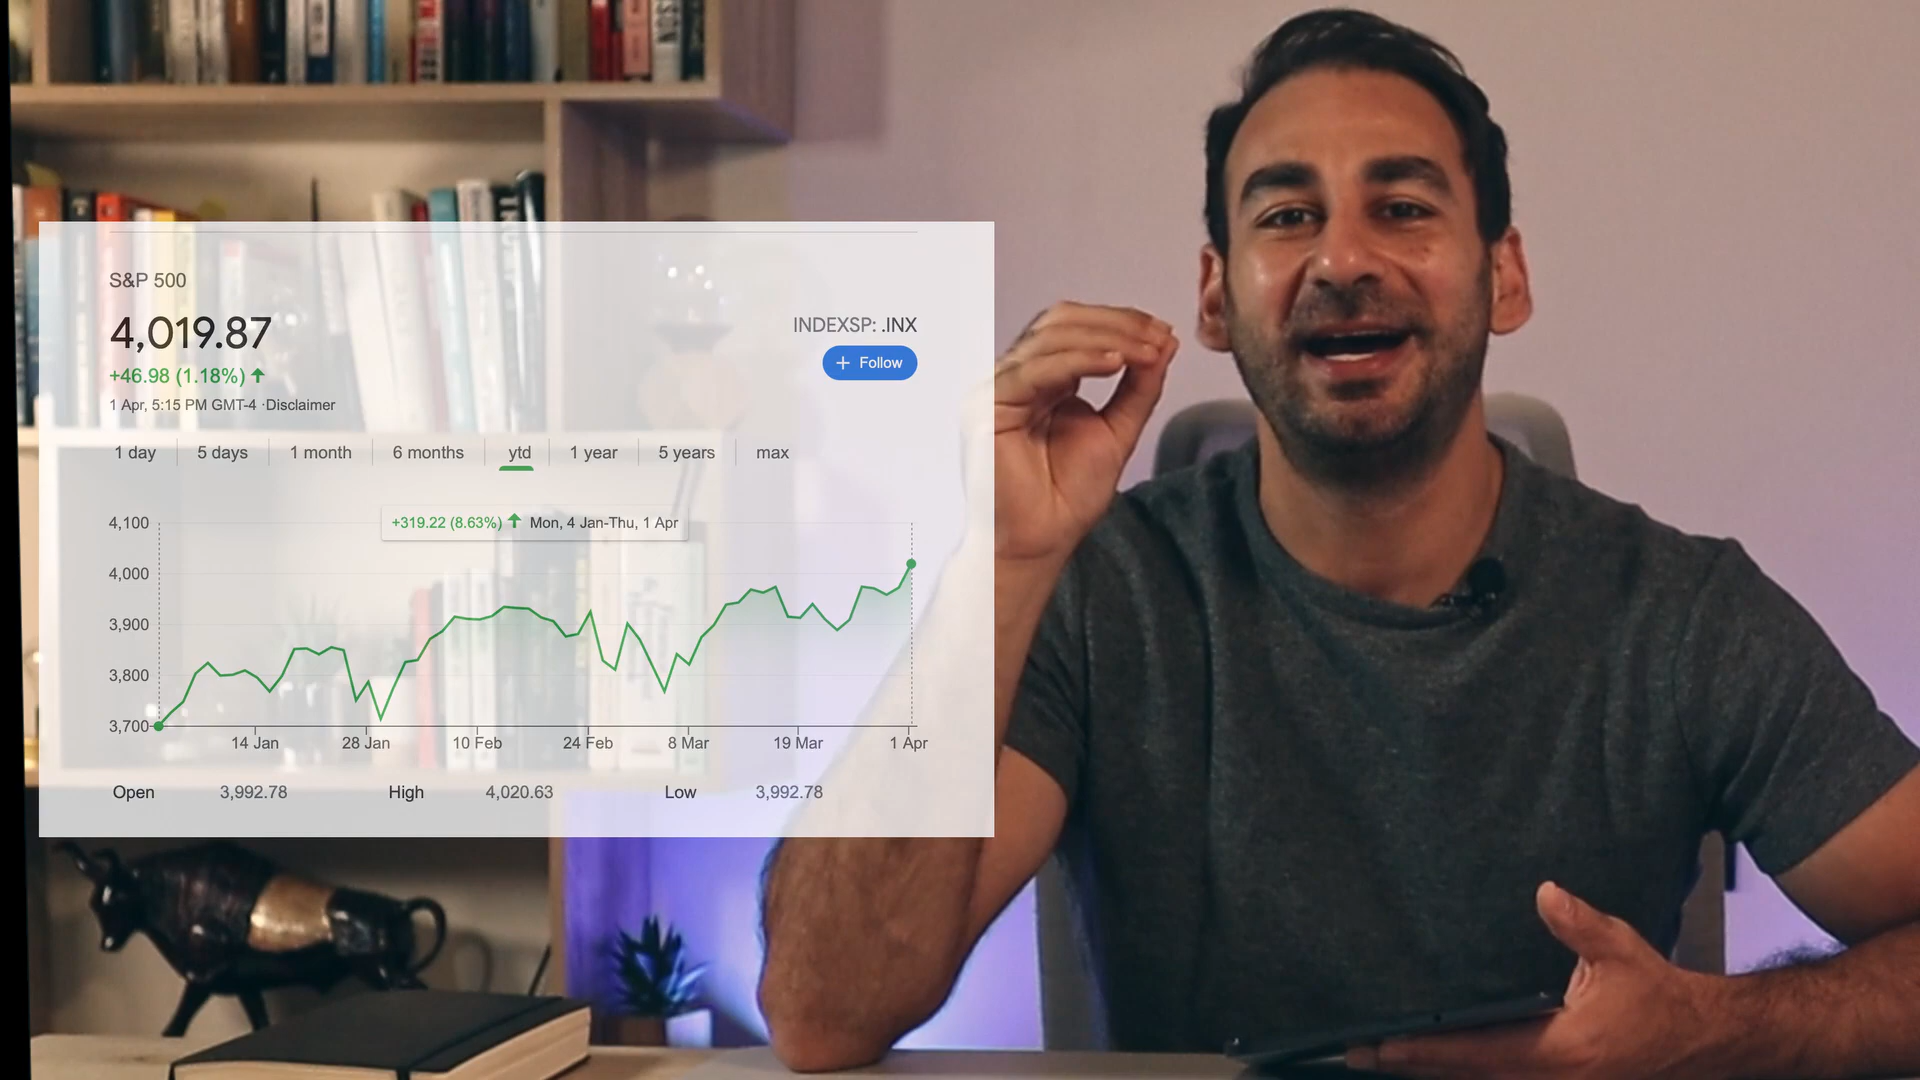 S&P 500
4,019.87
+46.98 (1.18%)
1 Apr, 5:15 PM GMT-4 ·Disclaimer
INDEXSP: .INX
+ Follow
1 day 5 days 1 month 6 months ytd 1 year 5 years max
+319.22 (8.63%) Mon, 4 Jan-Thu, 1 Apr
4,100
4,000
3,900
3,800
3,700
14 Jan 28 Jan 10 Feb 24 Feb 8 Mar 19 Mar 1 Apr
Open 3,992.78 High 4,020.63 Low 3,992.78